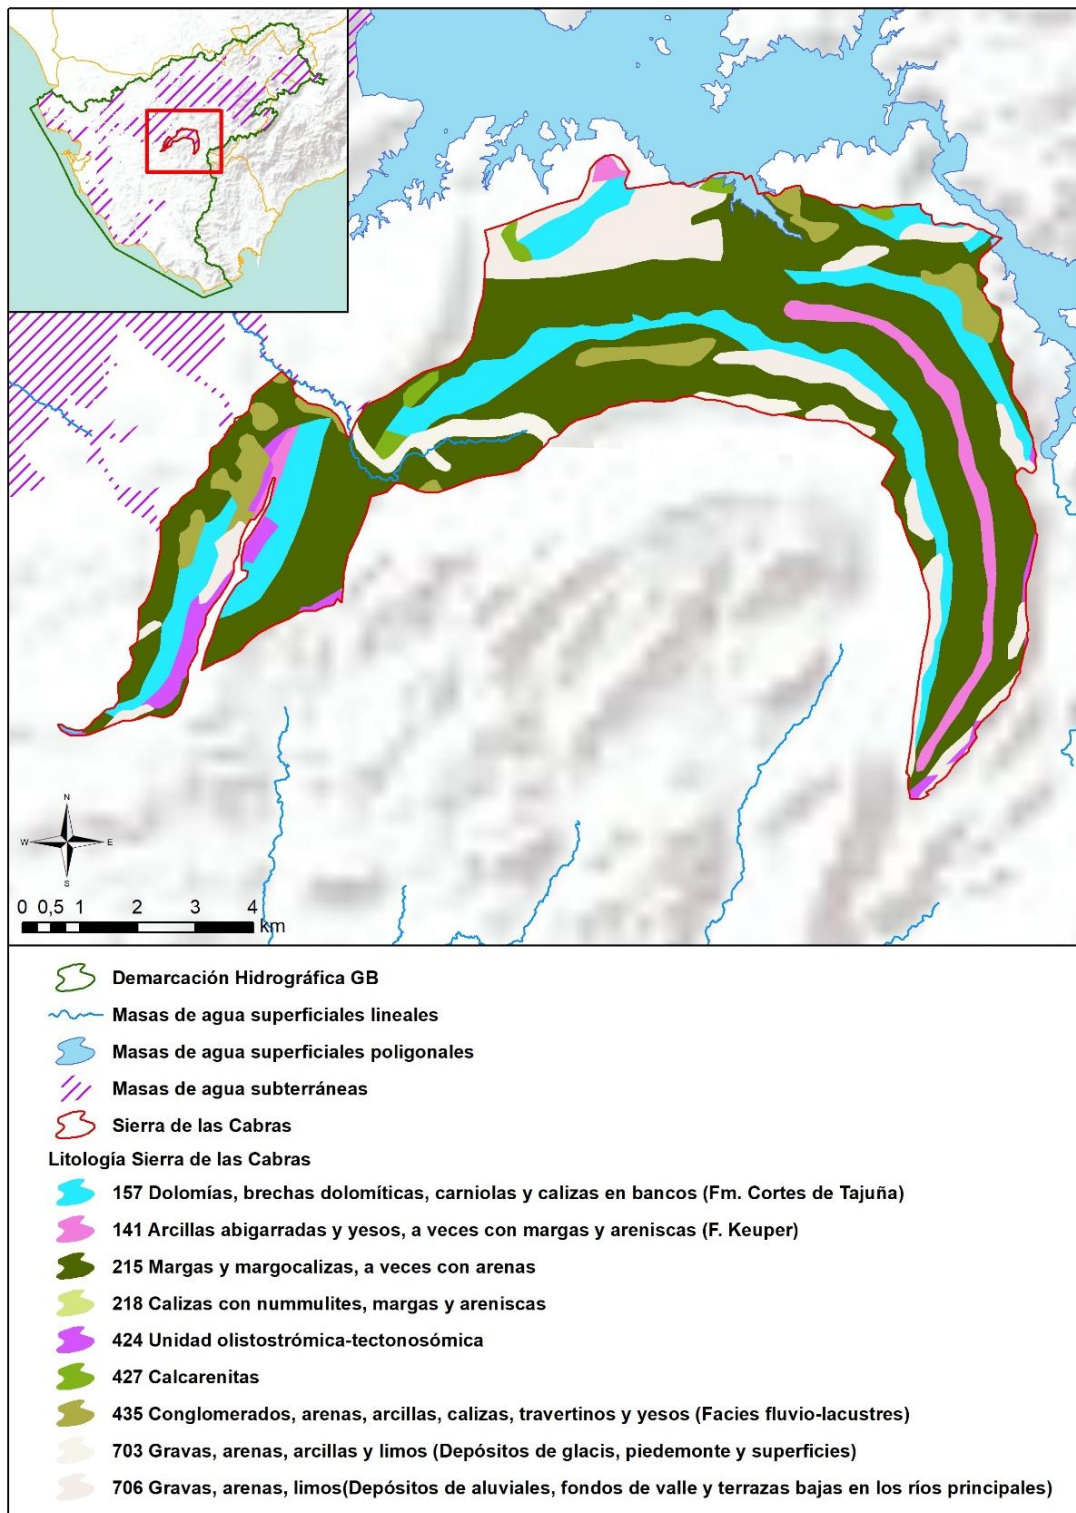 N
W E
S
0 0,5 1 2 3 4
km
Demarcación Hidrográfica GB
Masas de agua superficiales lineales
Masas de agua superficiales poligonales
Masas de agua subterráneas
Sierra de las Cabras
Litología Sierra de las Cabras
157 Dolomías, brechas dolomíticas, carniolas y calizas en bancos (Fm. Cortes de Tajuña)
141 Arcillas abigarradas y yesos, a veces con margas y areniscas (F. Keuper)
215 Margas y margocalizas, a veces con arenas
218 Calizas con nummulites, margas y areniscas
424 Unidad olistostrómica-tectonosómica
427 Calcarenitas
435 Conglomerados, arenas, arcillas, calizas, travertinos y yesos (Facies fluvio-lacustres)
703 Gravas, arenas, arcillas y limos (Depósitos de glacis, piedemonte y superficies)
706 Gravas, arenas, limos(Depósitos de aluviales, fondos de valle y terrazas bajas en los ríos principales)